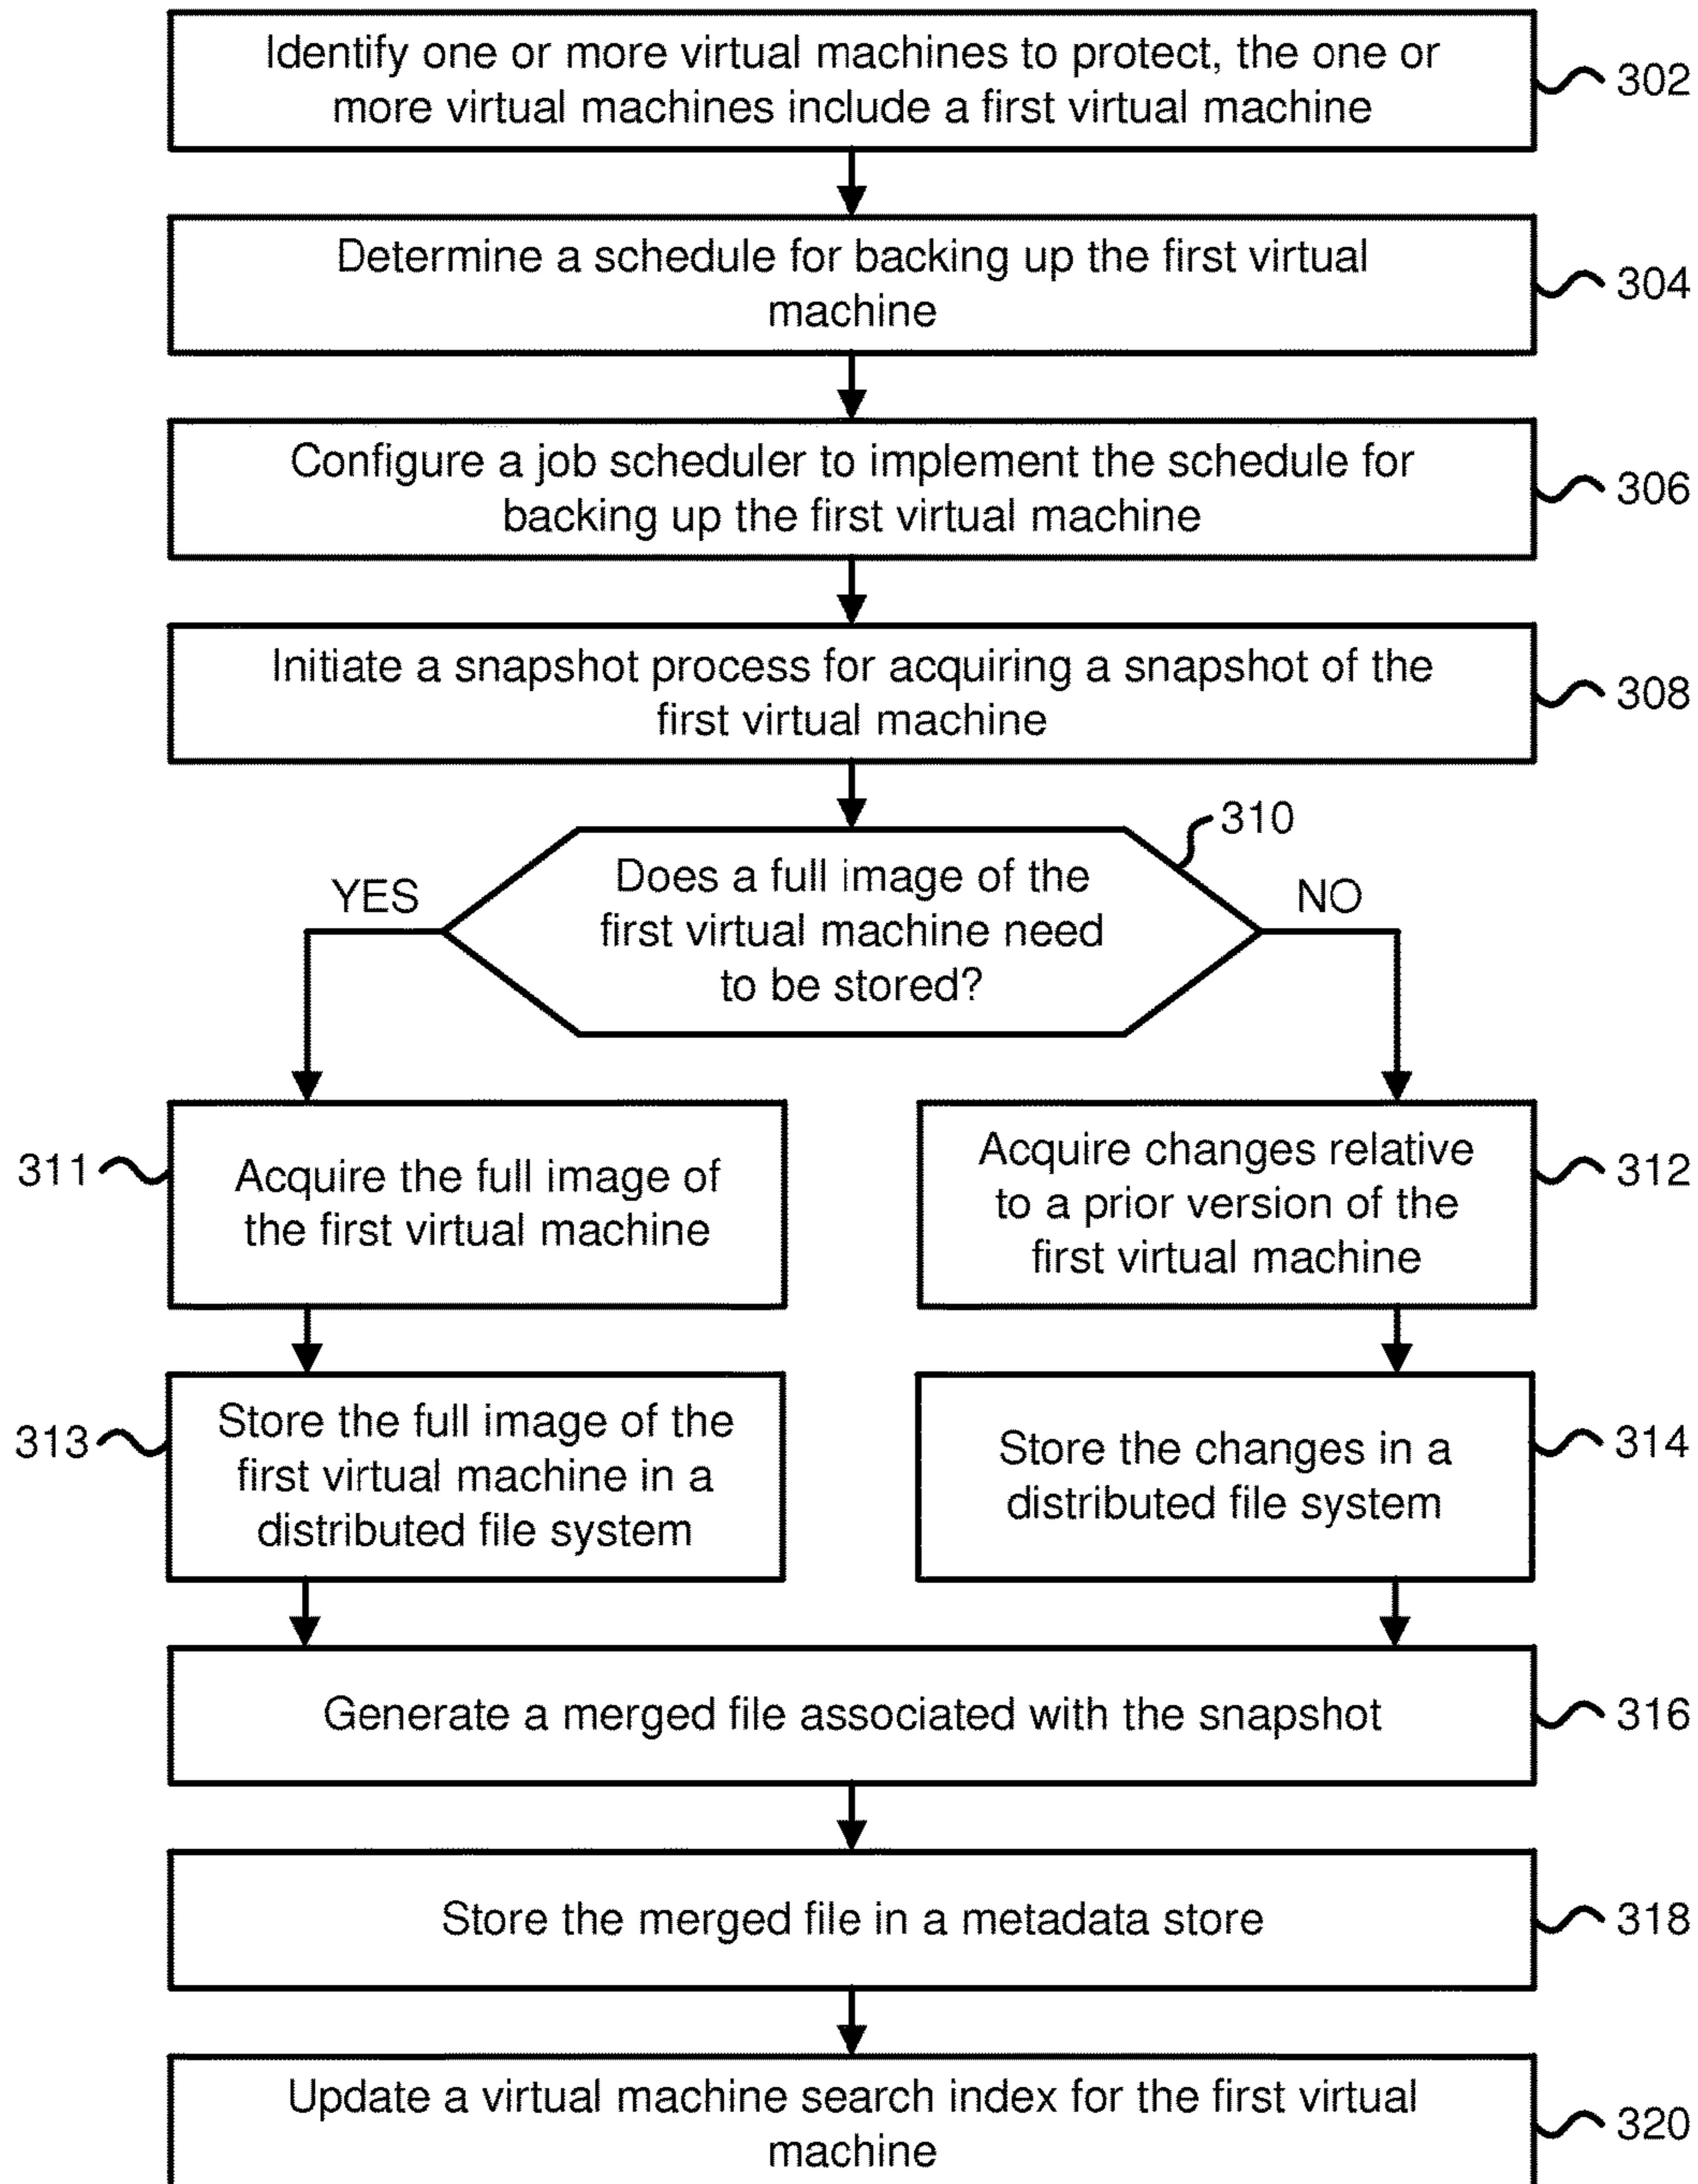 Identify one or more virtual machines to protect, the one or
more virtual machines include a first virtual machine
302
Determine a schedule for backing up the first virtual
machine
304
Configure a job scheduler to implement the schedule for
backing up the first virtual machine
306
Initiate a snapshot process for acquiring a snapshot of the
first virtual machine
308
310
YES
Does a full image of the
first virtual machine need
to be stored?
NO
311
Acquire the full image of
the first virtual machine
Acquire changes relative
to a prior version of the
first virtual machine
312
313
Store the full image of the
first virtual machine in a
distributed file system
Store the changes in a
distributed file system
314
Generate a merged file associated with the snapshot
316
Store the merged file in a metadata store
318
Update a virtual machine search index for the first virtual
machine
320